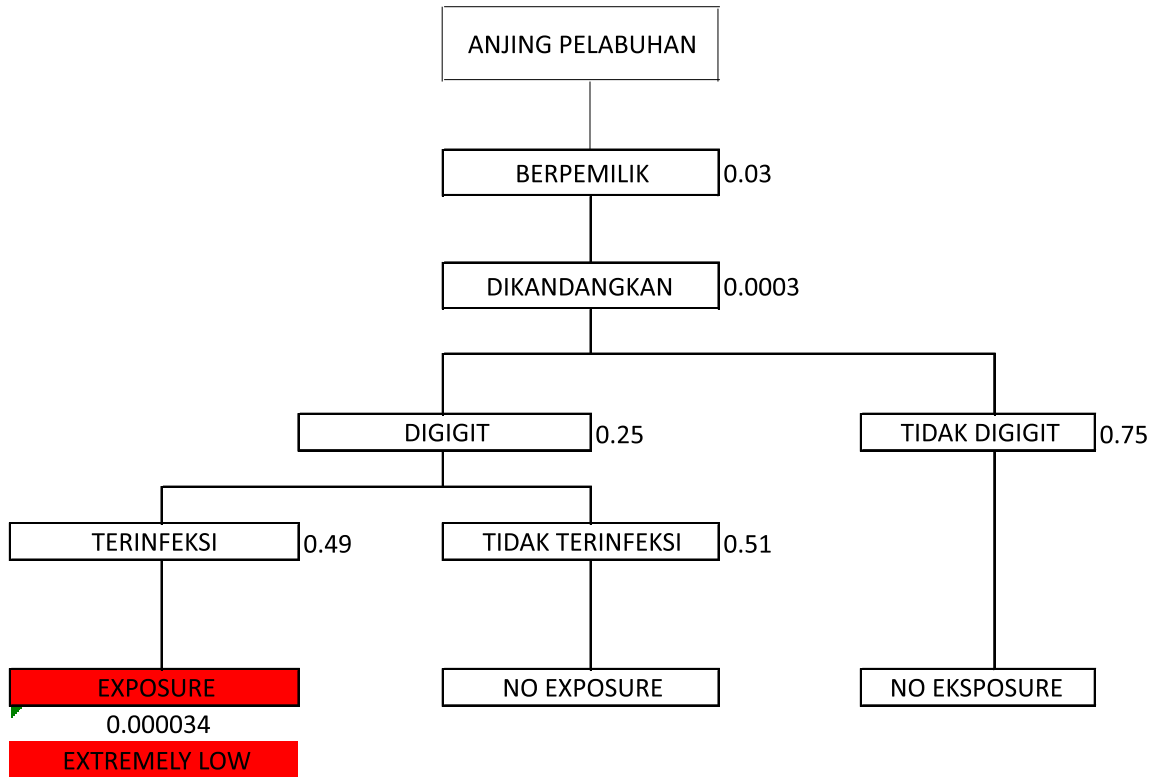 ANJING PELABUHAN
BERPEMILIK 0.03
DIKANDANGKAN 0.0003
DIGIGIT 0.25
TIDAK DIGIGIT 0.75
TERINFEKSI 0.49
TIDAK TERINFEKSI 0.51
EXPOSURE
NO EXPOSURE
NO EKSPOSURE
0.000034
EXTREMELY LOW